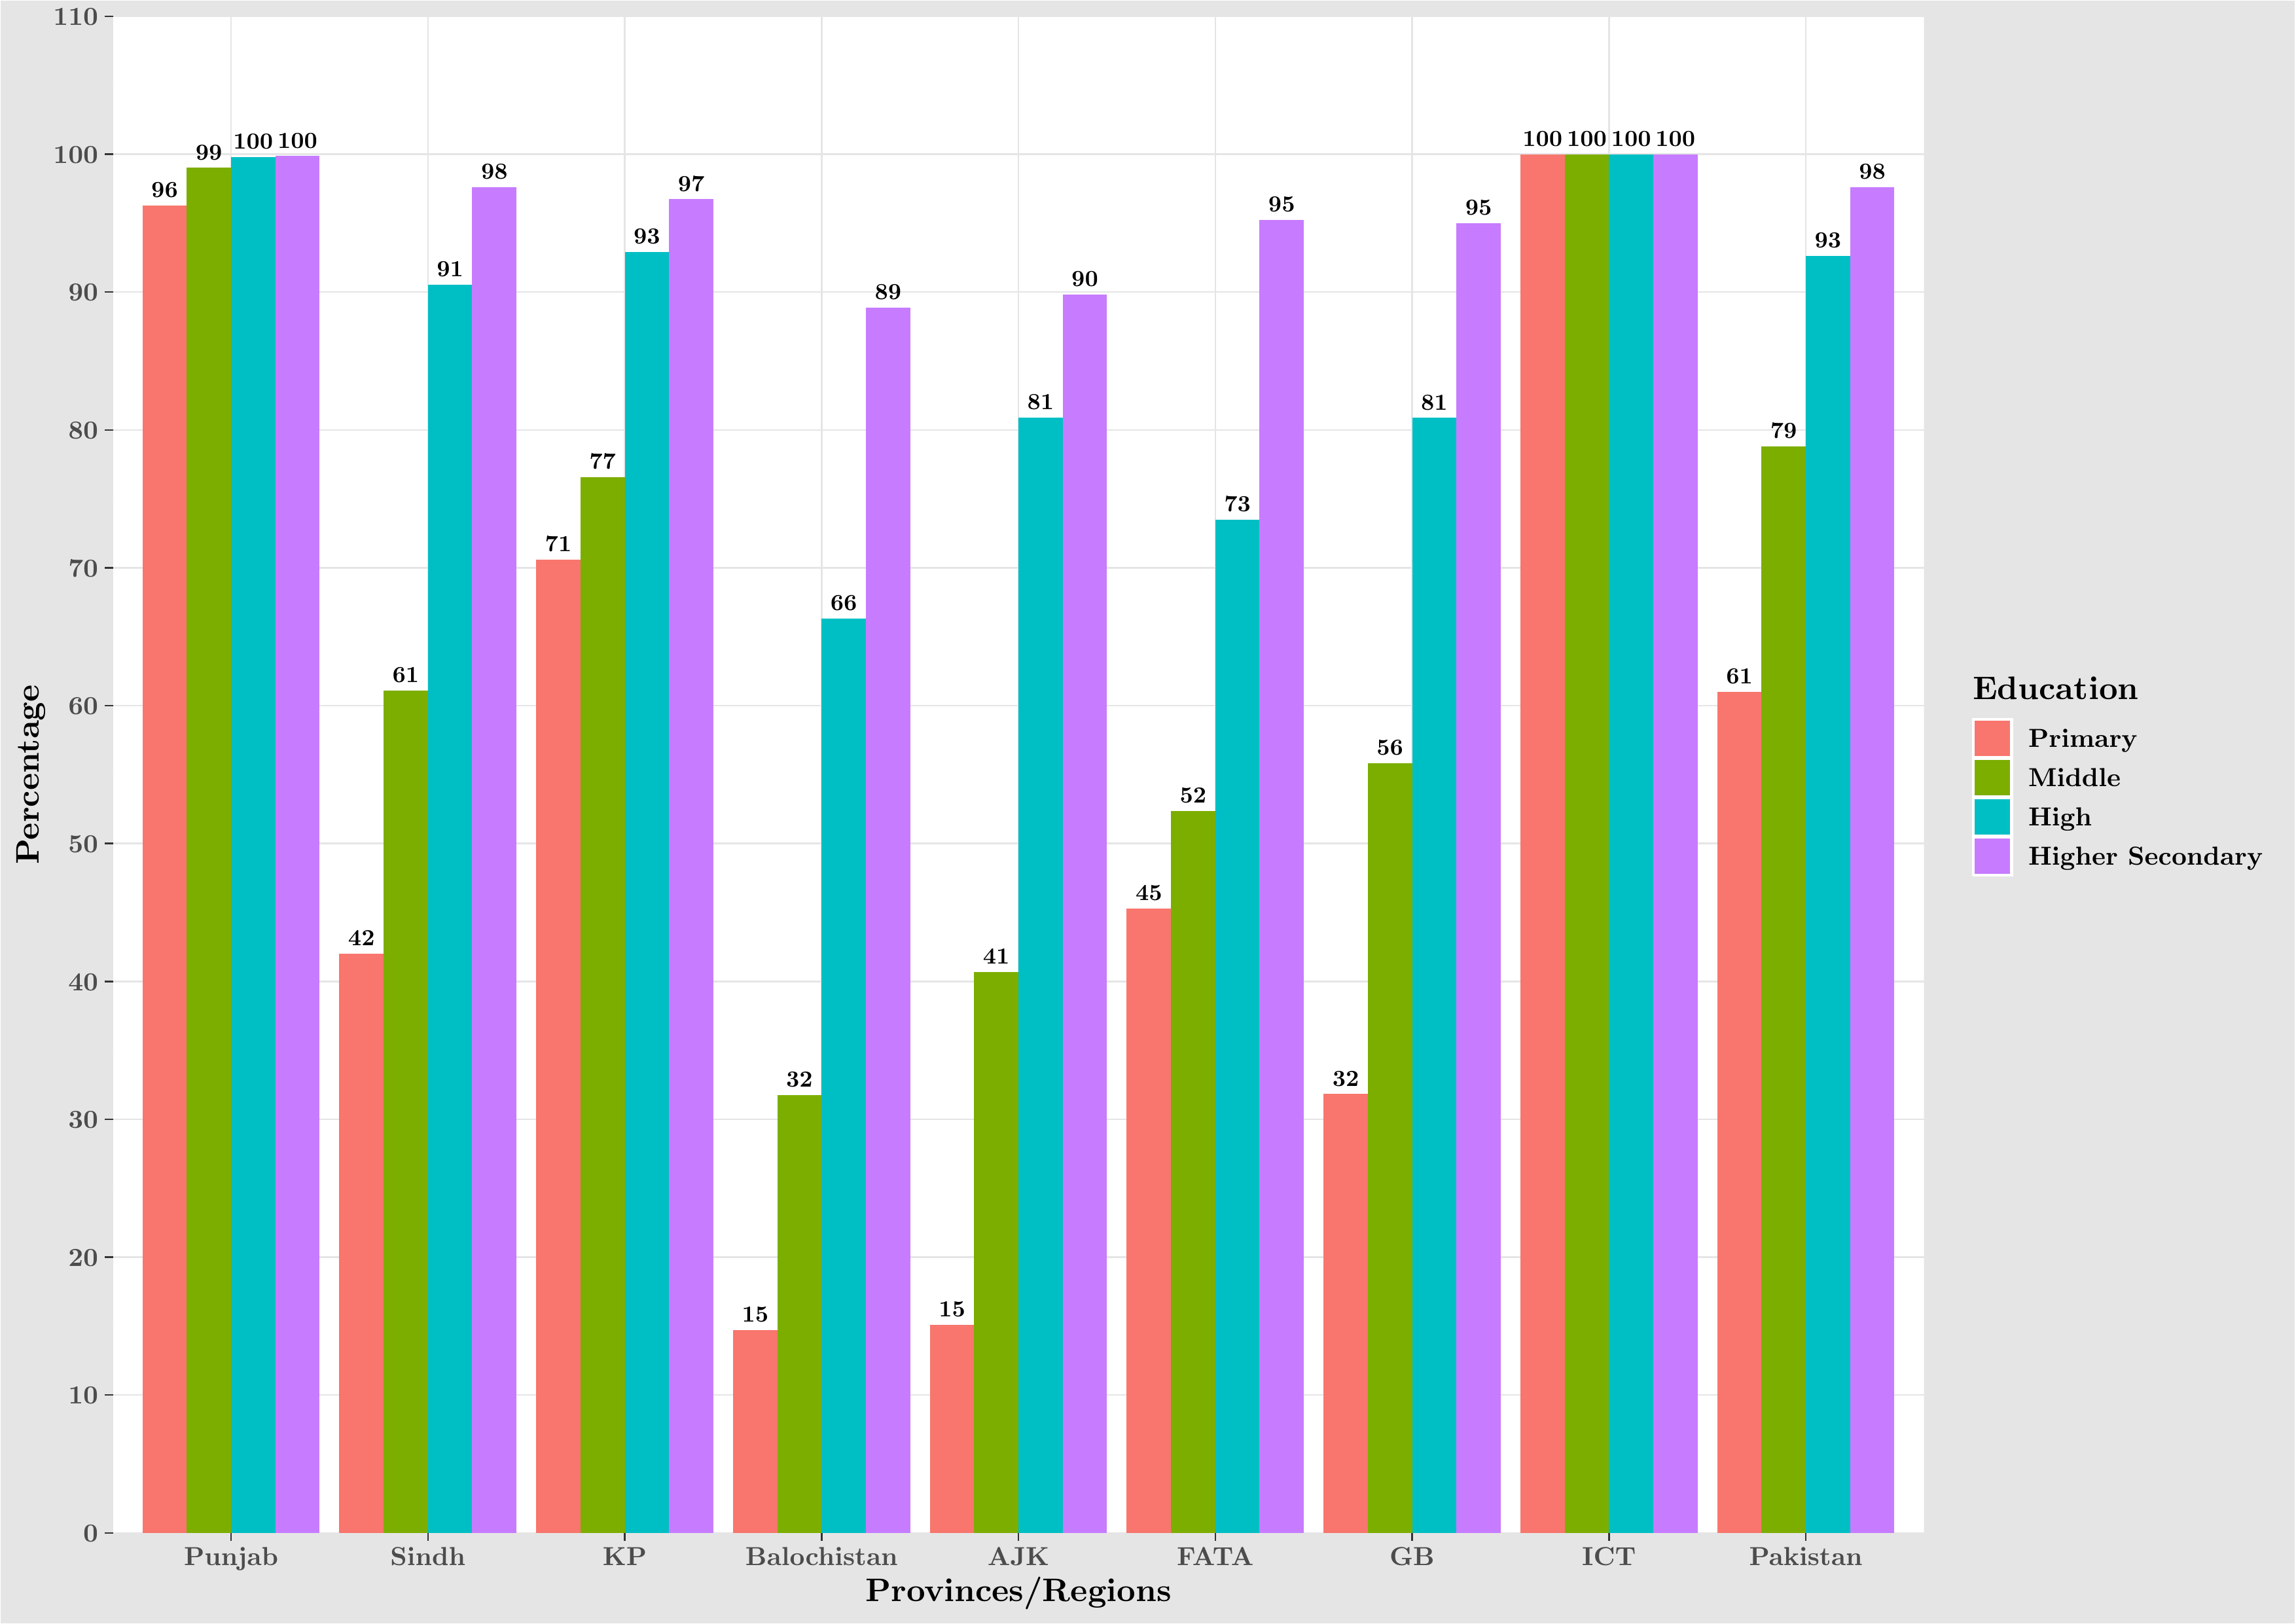 110
100
90
80
70
60
50
40
30
20
10
0
Percentage
96 99 100 100
42 61 91 98
71 77 93 97
15 32 66 89
15 41 81 90
45 52 73 95
32 56 81 95
100 100 100 100
61 79 93 98
Punjab Sindh KP Balochistan AJK FATA GB ICT Pakistan
Provinces/Regions
Education
Primary
Middle
High
Higher Secondary